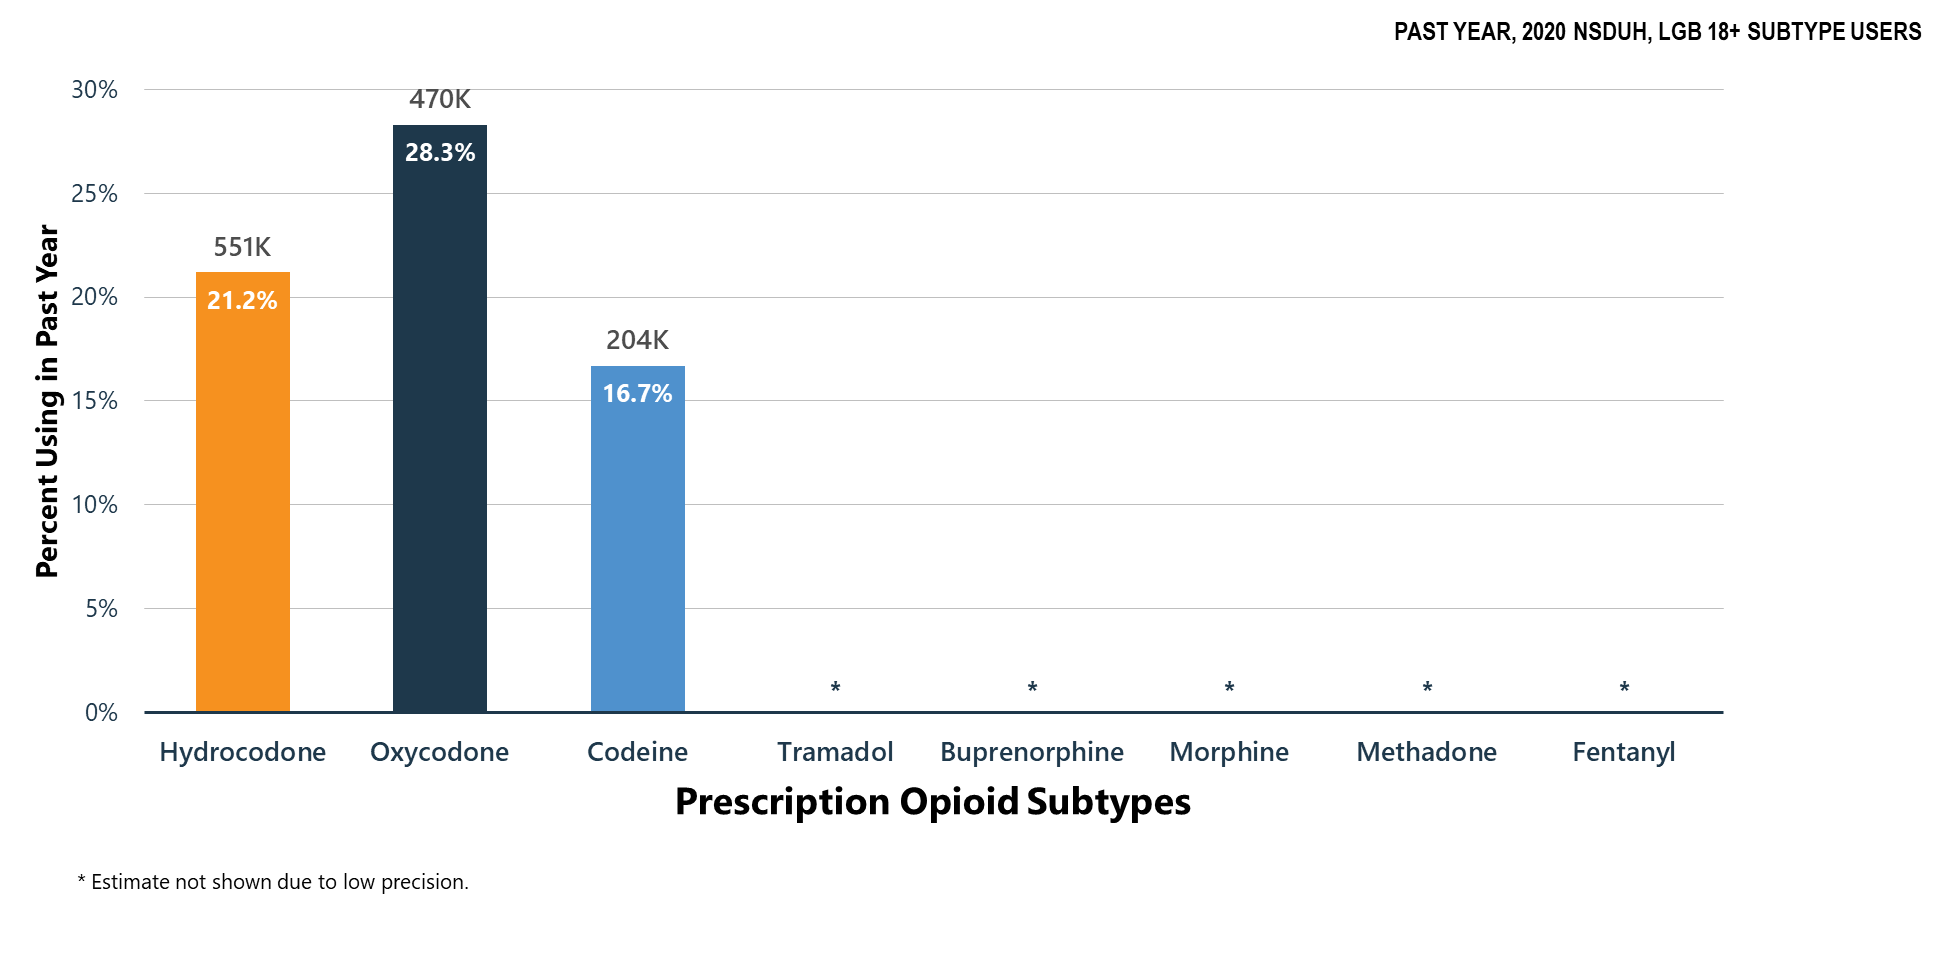 PAST YEAR, 2020 NSDUH, LGB 18+ SUBTYPE USERS
Percent Using in Past Year
30%
25%
20%
15%
10%
5%
0%
551K
21.2%
470K
28.3%
204K
16.7%
* * * * *
Hydrocodone Oxycodone Codeine Tramadol Buprenorphine Morphine Methadone Fentanyl
Prescription Opioid Subtypes
* Estimate not shown due to low precision.